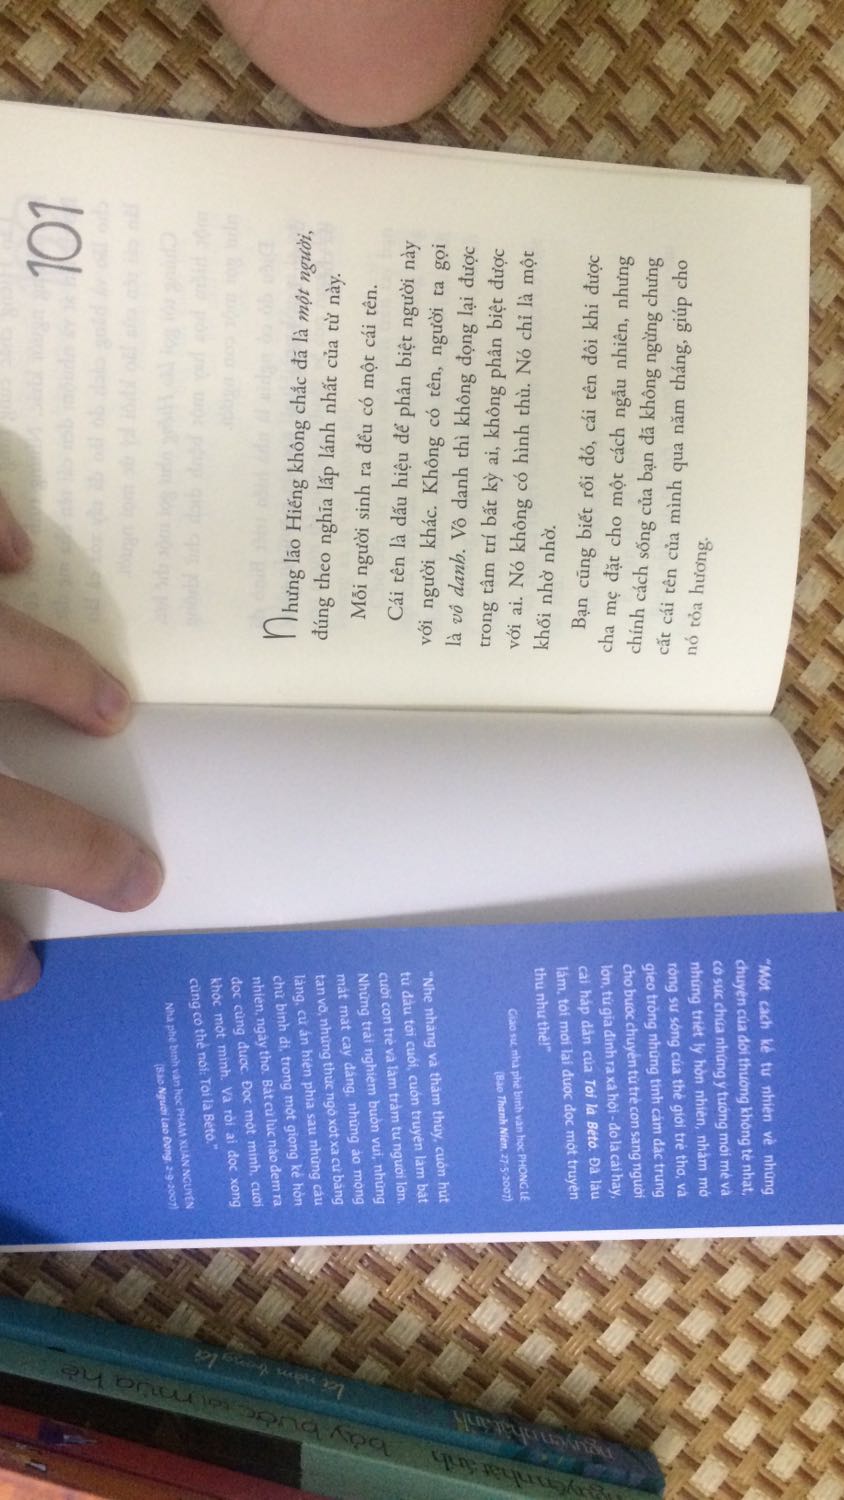 101
Nhưng lão Hiếng không chắc đã là một người,
đúng theo nghĩa lấp lánh nhất của từ này.
Mỗi người sinh ra đều có một cái tên.
Cái tên là dấu hiệu để phân biệt người này
với người khác. Không có tên, người ta gọi
là vô danh. Vô danh thì không đọng lại được
trong tâm trí bất kỳ ai, không phân biệt được
với ai. Nó không có hình thù. Nó chỉ là một
khối nhờ nhờ.
Bạn cũng biết rồi đó, cái tên đôi khi được
cha mẹ đặt cho một cách ngẫu nhiên, nhưng
chính cách sống của bạn đã không ngừng chưng
cất cái tên của mình qua năm tháng, giúp cho
nó tỏa hương.
"Một cách kể tự nhiên về những
chuyện của đời thường không tẻ nhạt,
có sức chứa những ý tưởng mới mẻ và
những triết lý hồn nhiên, nhằm mở
rộng sự sống của thế giới trẻ thơ, và
gieo trồng những tình cảm đặc trưng
cho bước chuyển từ trẻ con sang người
lớn, từ gia đình ra xã hội - đó là cái hay,
cái hấp dẫn của Tôi là Bêtô. Đã lâu
lắm, tôi mới lại được đọc một truyện
thú như thế!"
Giáo sư, nhà phê bình văn học PHONG LÊ
(Báo Thanh Niên, 27-5-2007)
"Nhẹ nhàng và thâm thúy, cuốn hút
từ đầu tới cuối, cuốn truyện làm bật
cười con trẻ và làm trầm tư người lớn.
Những trải nghiệm buồn vui, những
mất mát cay đắng, những ảo mộng
tan vỡ, những thức ngộ xót xa cứ bảng
lảng cứ ẩn hiện phía sau những câu
chữ bình dị, trong một giọng kể hồn
nhiên, ngây thơ. Bất cứ lúc nào đem ra
đọc cũng được. Đọc một mình, cười
khóc một mình. Và rồi ai đọc xong
cũng có thể nói: Tôi là Bêtô."
Nhà phê bình văn học PHẠM XUÂN NGUYÊN
(Báo Người Lao Động, 2-9-2007)
lá nằm trong lá
nguyễn nhật ánh
bảy bước tới mùa hè
nguyễn nhật ánh